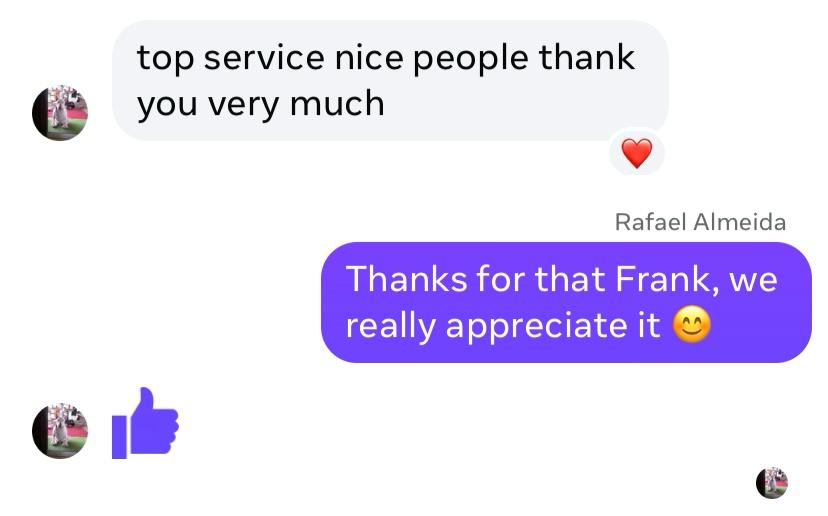 top service nice people thank
you very much
❤️
Rafael Almeida
Thanks for that Frank, we
really appreciate it 😊